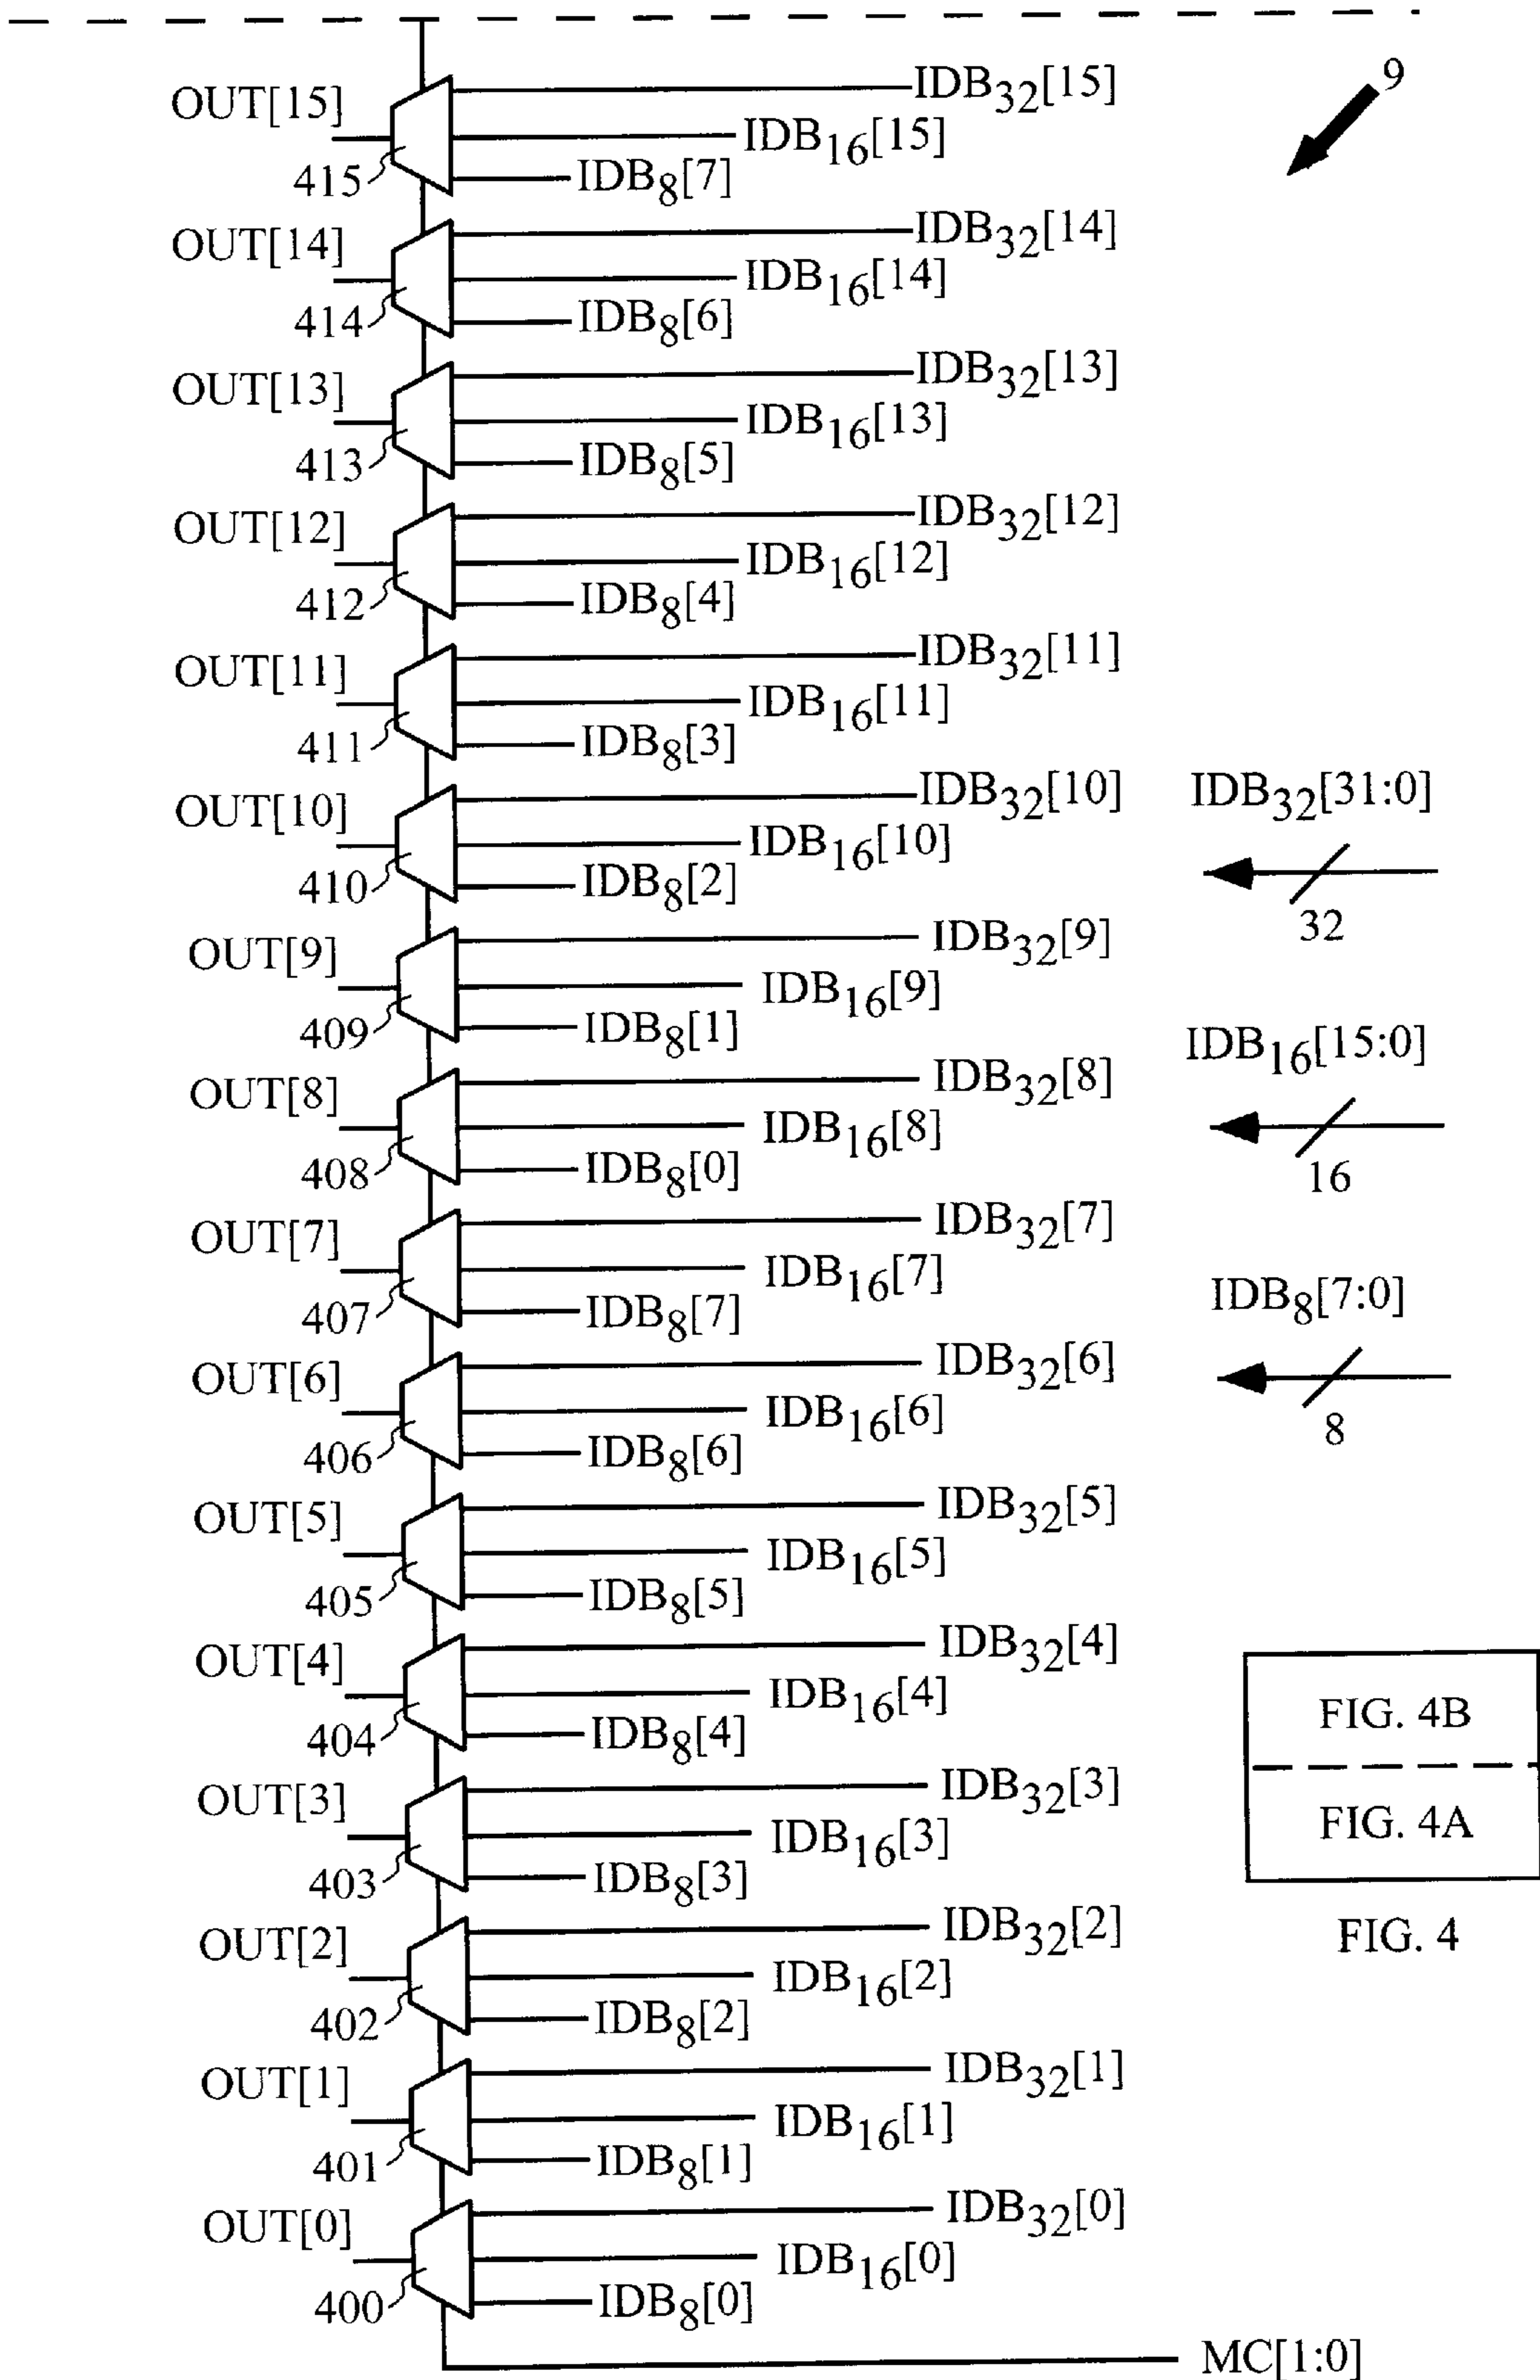 9
OUT[15]
IDB32[15]
IDB16[15]
IDB8[7]
415
OUT[14]
IDB32[14]
IDB16[14]
IDB8[6]
414
OUT[13]
IDB32[13]
IDB16[13]
IDB8[5]
413
OUT[12]
IDB32[12]
IDB16[12]
IDB8[4]
412
OUT[11]
IDB32[11]
IDB16[11]
IDB8[3]
411
OUT[10]
IDB32[10]
IDB16[10]
IDB8[2]
410
OUT[9]
IDB32[9]
IDB16[9]
IDB8[1]
409
OUT[8]
IDB32[8]
IDB16[8]
IDB8[0]
408
OUT[7]
IDB32[7]
IDB16[7]
IDB8[7]
407
OUT[6]
IDB32[6]
IDB16[6]
IDB8[6]
406
OUT[5]
IDB32[5]
IDB16[5]
IDB8[5]
405
OUT[4]
IDB32[4]
IDB16[4]
IDB8[4]
404
OUT[3]
IDB32[3]
IDB16[3]
IDB8[3]
403
OUT[2]
IDB32[2]
IDB16[2]
IDB8[2]
402
OUT[1]
IDB32[1]
IDB16[1]
IDB8[1]
401
OUT[0]
IDB32[0]
IDB16[0]
IDB8[0]
400
MC[1:0]
IDB32[31:0]
32
IDB16[15:0]
16
IDB8[7:0]
8
FIG. 4B
FIG. 4A
FIG. 4